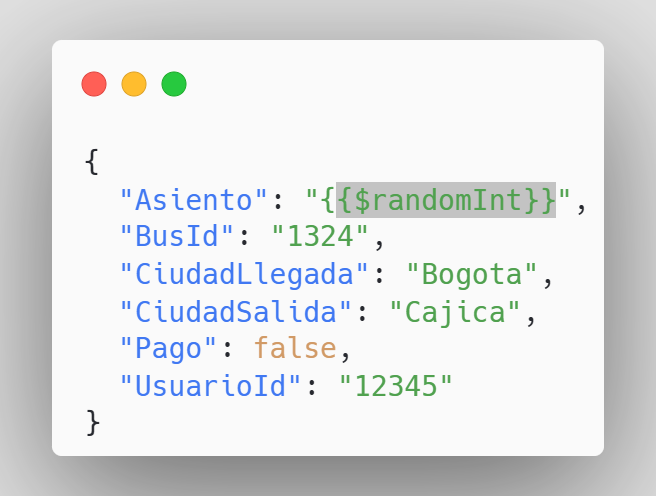 {
  "Asiento": "{{$randomInt}}",
  "BusId": "1324",
  "CiudadLlegada": "Bogota",
  "CiudadSalida": "Cajica",
  "Pago": false,
  "UsuarioId": "12345"
}